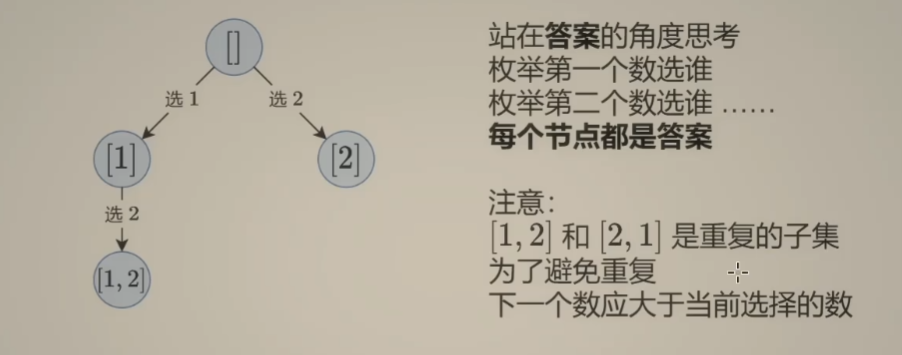 []
选 1
选 2
[1]
[2]
选 2
[1, 2]
站在答案的角度思考
枚举第一个数选谁
枚举第二个数选谁 ……
每个节点都是答案
注意：
[1, 2] 和 [2, 1] 是重复的子集
为了避免重复
下一个数应大于当前选择的数